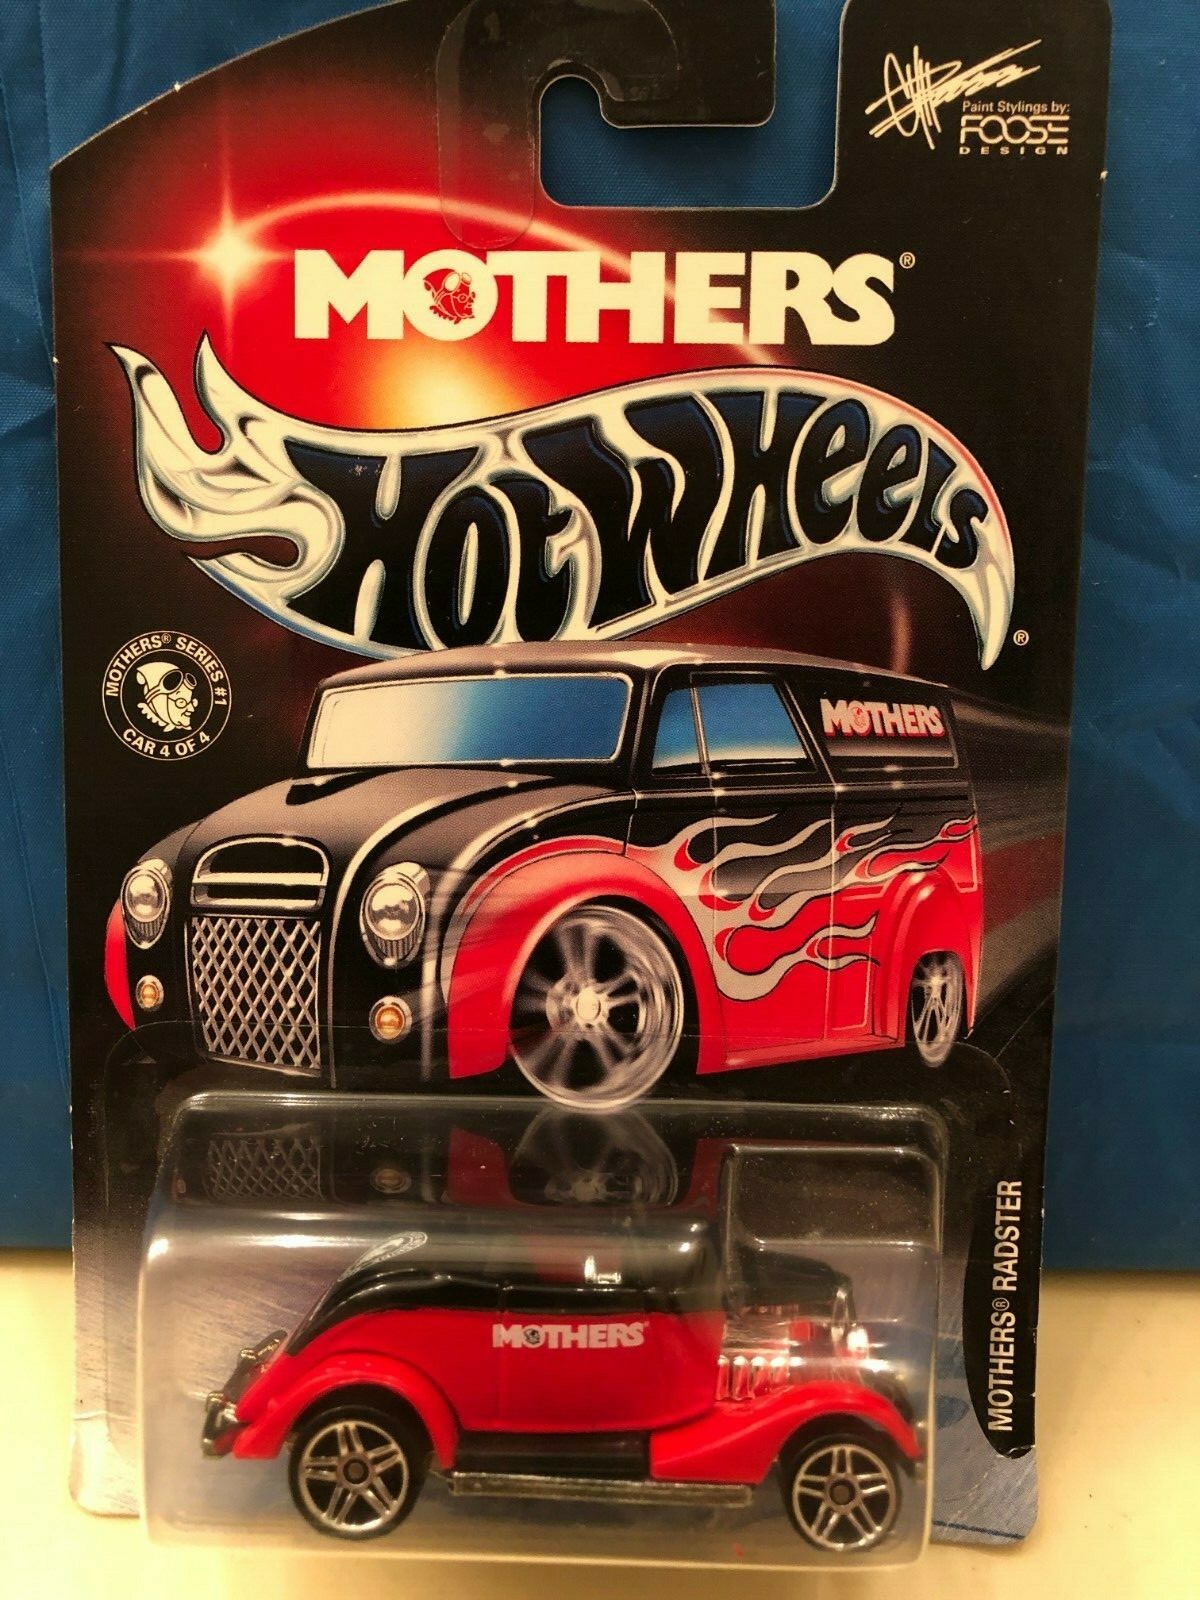 Paint Stylings by:
FOOSE
DESIGN
MOTHERS®
Hot Wheels®
MOTHERS® SERIES #1
CAR 4 OF 4
MOTHERS
MOTHERS® RADSTER
MOTHERS